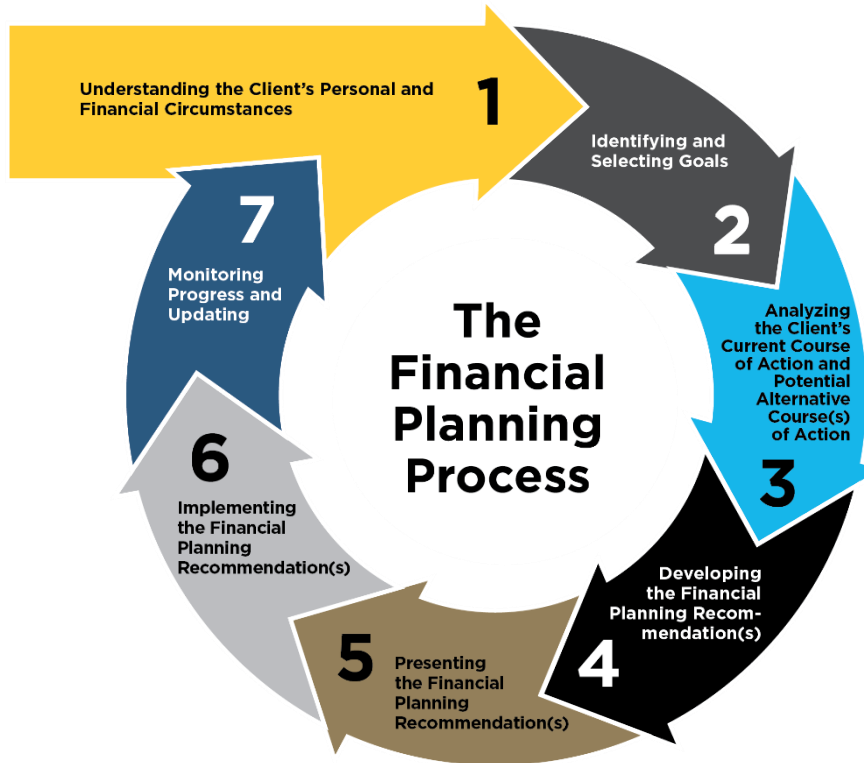 Understanding the Client's Personal and
Financial Circumstances
1
Identifying and
Selecting Goals
2
Analyzing
the Client's
Current Course
of Action and
Potential
Alternative
Course(s)
of Action
3
Developing
the Financial
Planning Recom-
mendation(s)
4
5
Presenting
the Financial
Planning
Recommendation(s)
6
Implementing
the Financial
Planning
Recommendation(s)
7
Monitoring
Progress and
Updating
The
Financial
Planning
Process